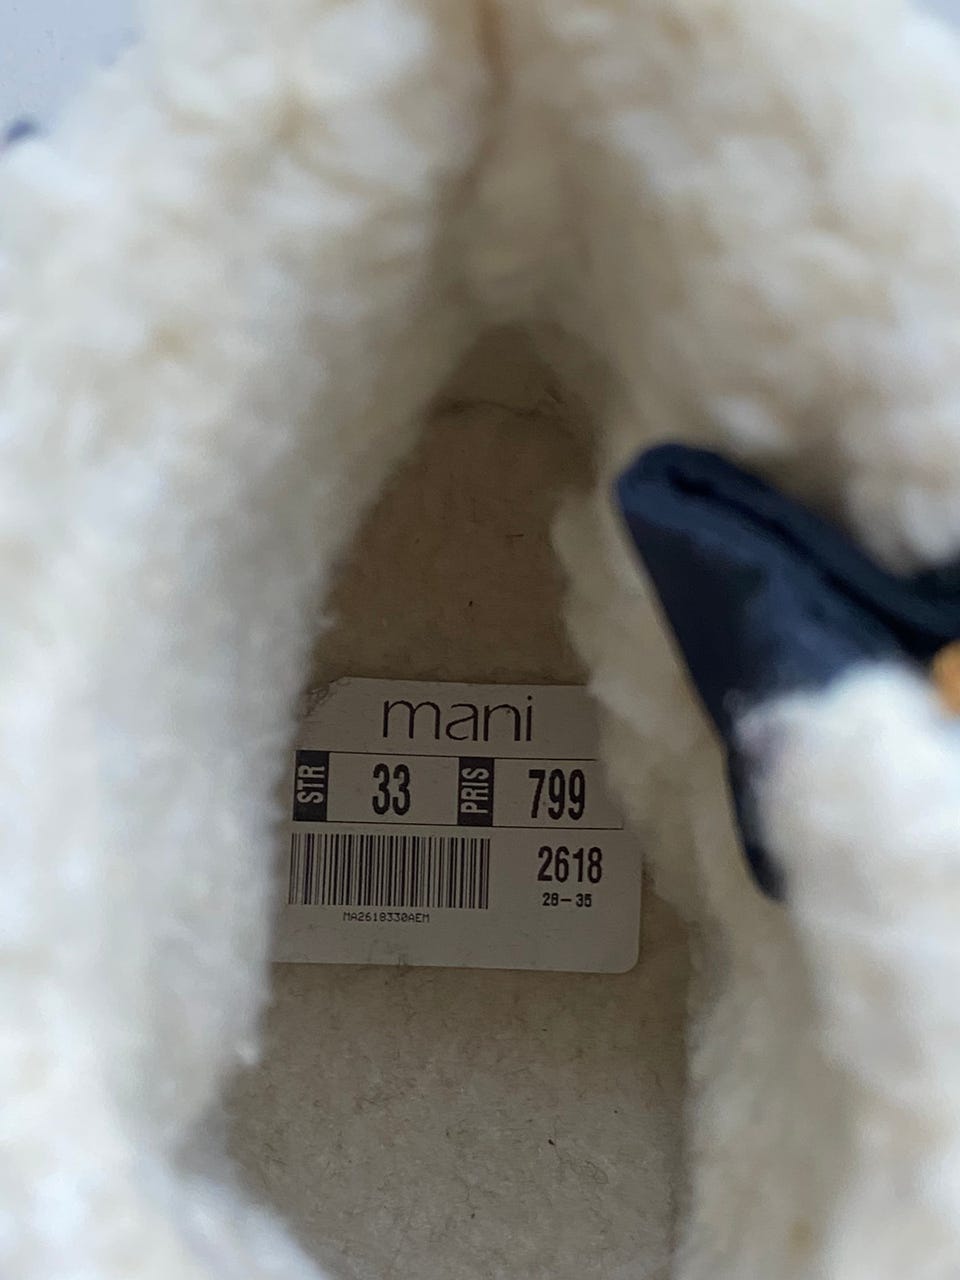 mani
STR 33 PRIS 799
2618
28-35
MA2618330AEM